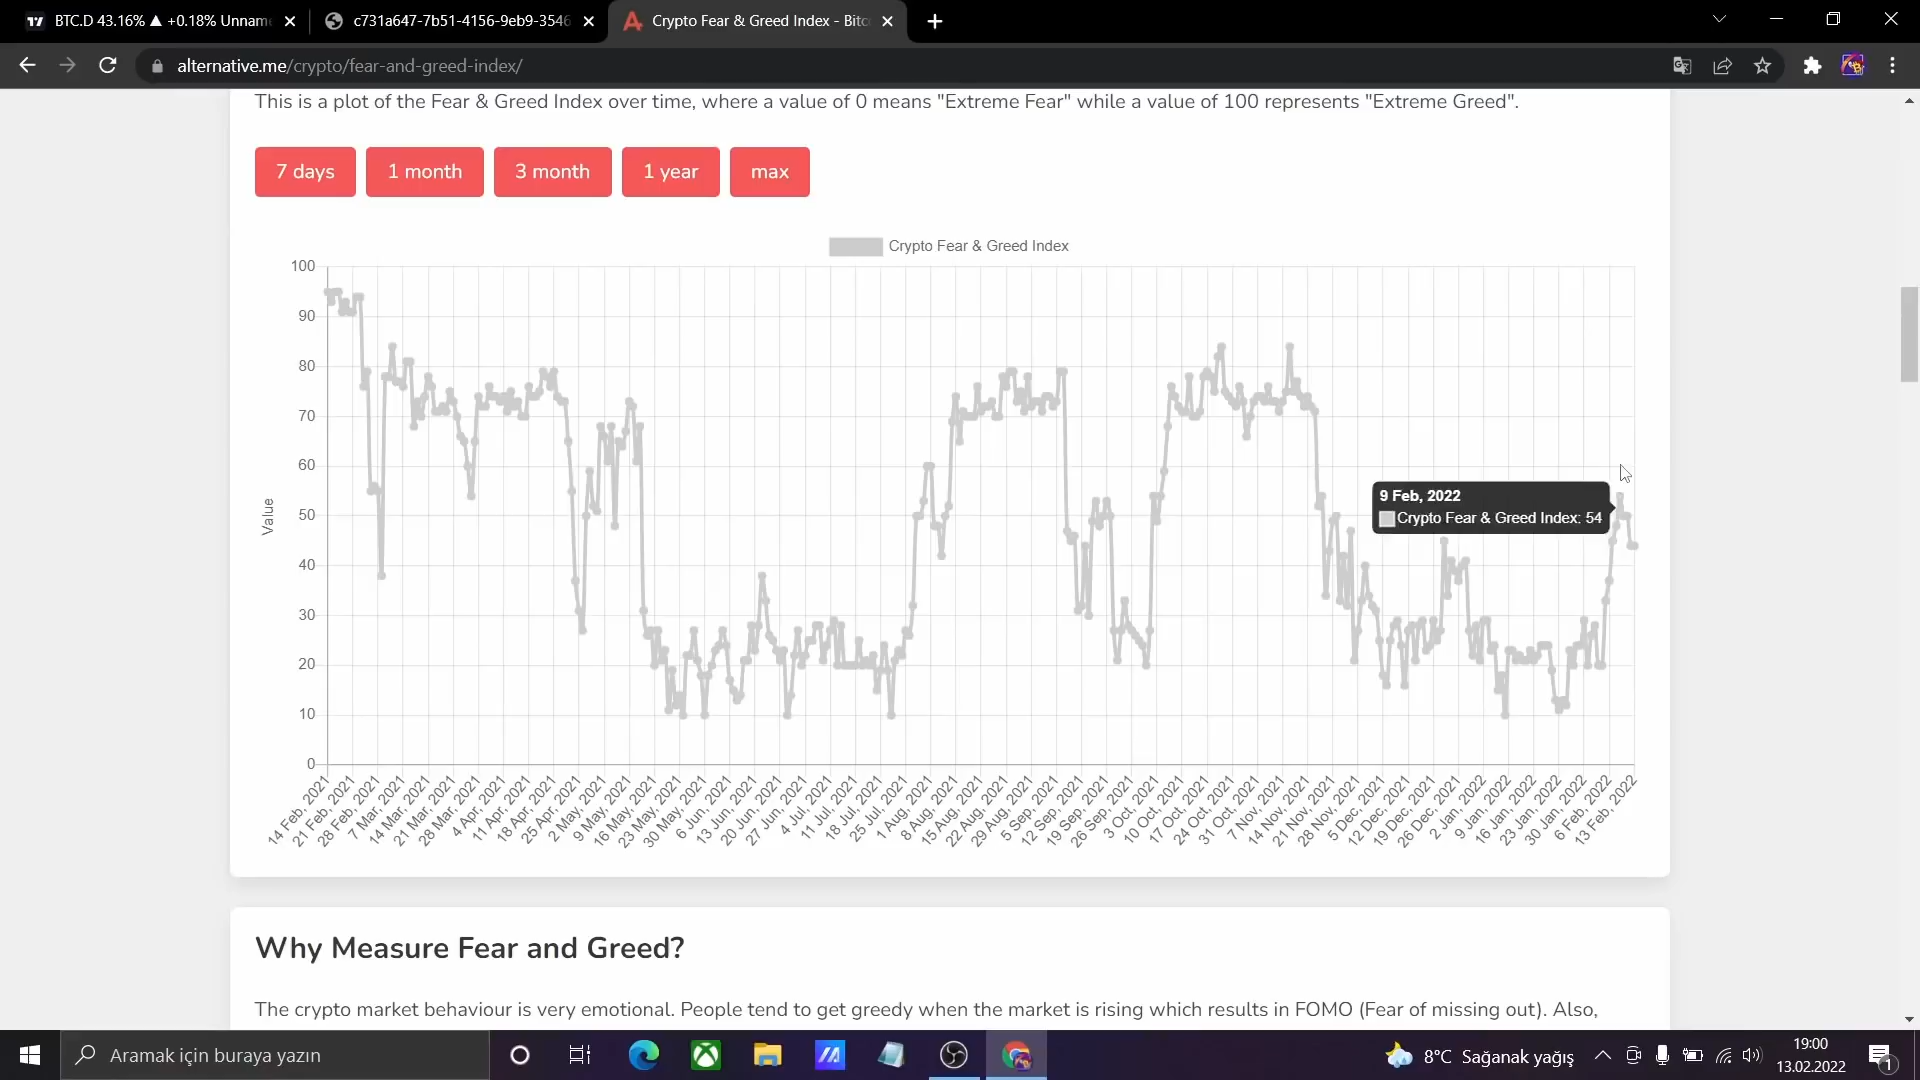 BTC.D 43.16% ▲ +0.18% Unnam
c731a647-7b51-4156-9eb9-3546
Crypto Fear & Greed Index - Bitc
alternative.me/crypto/fear-and-greed-index/
This is a plot of the Fear & Greed Index over time, where a value of 0 means "Extreme Fear" while a value of 100 represents "Extreme Greed".
7 days
1 month
3 month
1 year
max
Crypto Fear & Greed Index
100
90
80
70
60
50
40
30
20
10
0
Value
9 Feb, 2022
Crypto Fear & Greed Index: 54
14 Feb, 2021
21 Feb, 2021
28 Feb, 2021
7 Mar, 2021
14 Mar, 2021
21 Mar, 2021
28 Mar, 2021
4 Apr, 2021
11 Apr, 2021
18 Apr, 2021
25 Apr, 2021
2 May, 2021
9 May, 2021
16 May, 2021
23 May, 2021
30 May, 2021
6 Jun, 2021
13 Jun, 2021
20 Jun, 2021
27 Jun, 2021
4 Jul, 2021
11 Jul, 2021
18 Jul, 2021
25 Jul, 2021
1 Aug, 2021
8 Aug, 2021
15 Aug, 2021
22 Aug, 2021
29 Aug, 2021
5 Sep, 2021
12 Sep, 2021
19 Sep, 2021
26 Sep, 2021
3 Oct, 2021
10 Oct, 2021
17 Oct, 2021
24 Oct, 2021
31 Oct, 2021
7 Nov, 2021
14 Nov, 2021
21 Nov, 2021
28 Nov, 2021
5 Dec, 2021
12 Dec, 2021
19 Dec, 2021
26 Dec, 2021
2 Jan, 2022
9 Jan, 2022
16 Jan, 2022
23 Jan, 2022
30 Jan, 2022
6 Feb, 2022
13 Feb, 2022
Why Measure Fear and Greed?
The crypto market behaviour is very emotional. People tend to get greedy when the market is rising which results in FOMO (Fear of missing out). Also,
Aramak için buraya yazın
8°C Sağanak yağış
19:00
13.02.2022
1